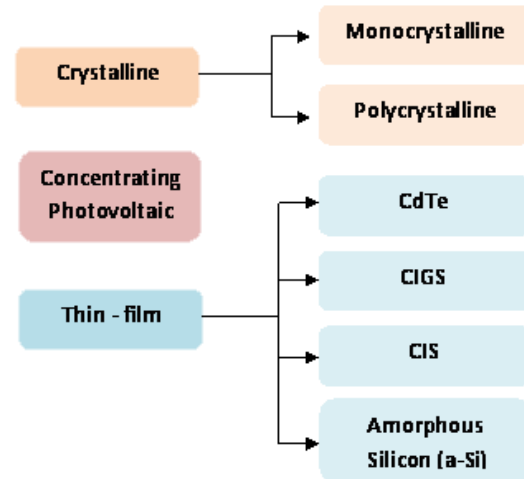 Crystalline
Monocrystalline
Polycrystalline
Concentrating
Photovoltaic
Thin - film
CdTe
CIGS
CIS
Amorphous
Silicon (a-Si)